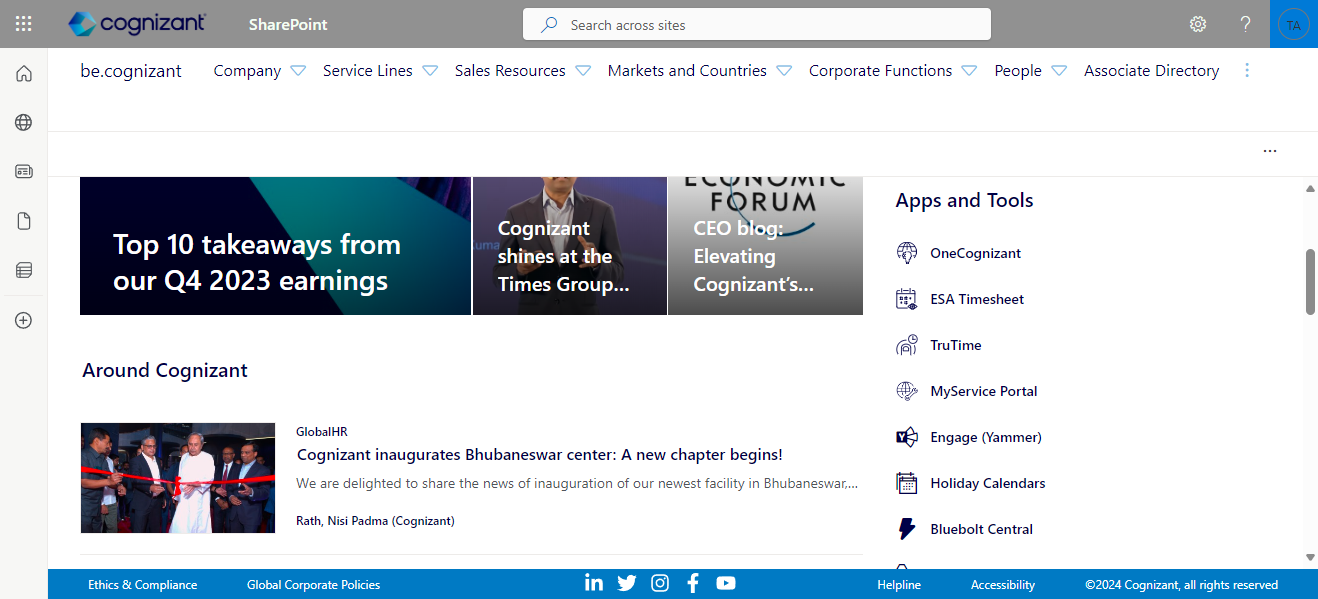 cognizant
SharePoint
Search across sites
?
TA
be.cognizant
Company
Service Lines
Sales Resources
Markets and Countries
Corporate Functions
People
Associate Directory
...
Top 10 takeaways from
our Q4 2023 earnings
Cognizant
shines at the
Times Group...
ECONOMIC
FORUM
CEO blog:
Elevating
Cognizant’s...
Apps and Tools
OneCognizant
ESA Timesheet
TruTime
MyService Portal
Engage (Yammer)
Holiday Calendars
Bluebolt Central
Around Cognizant
GlobalHR
Cognizant inaugurates Bhubaneswar center: A new chapter begins!
We are delighted to share the news of inauguration of our newest facility in Bhubaneswar,...
Rath, Nisi Padma (Cognizant)
Ethics & Compliance
Global Corporate Policies
Helpline
Accessibility
©2024 Cognizant, all rights reserved